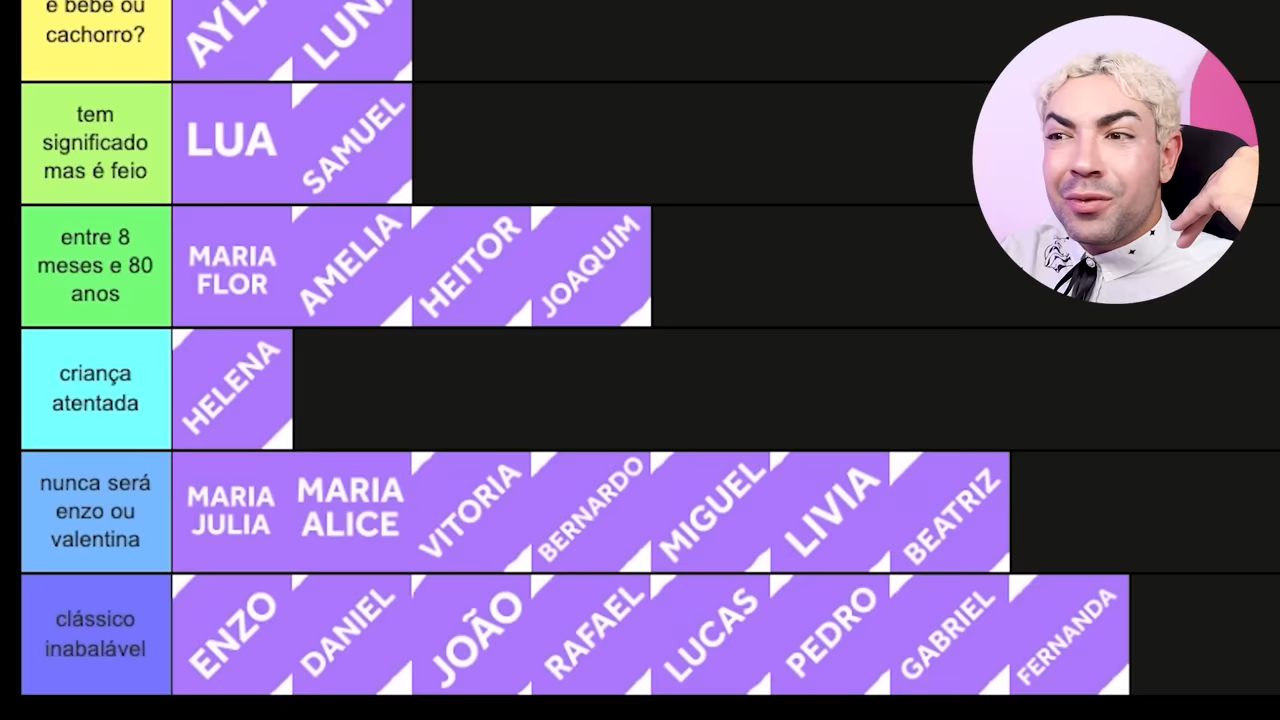 é bebê ou
cachorro?
AYLA
LUNA
tem
significado
mas é feio
LUA
SAMUEL
entre 8
meses e 80
anos
MARIA
FLOR
AMELIA
HEITOR
JOAQUIM
criança
atentada
HELENA
nunca será
enzo ou
valentina
MARIA
JULIA
MARIA
ALICE
VITORIA
BERNARDO
MIGUEL
LIVIA
BEATRIZ
clássico
inabalável
ENZO
DANIEL
JOÃO
RAFAEL
LUCAS
PEDRO
GABRIEL
FERNANDA